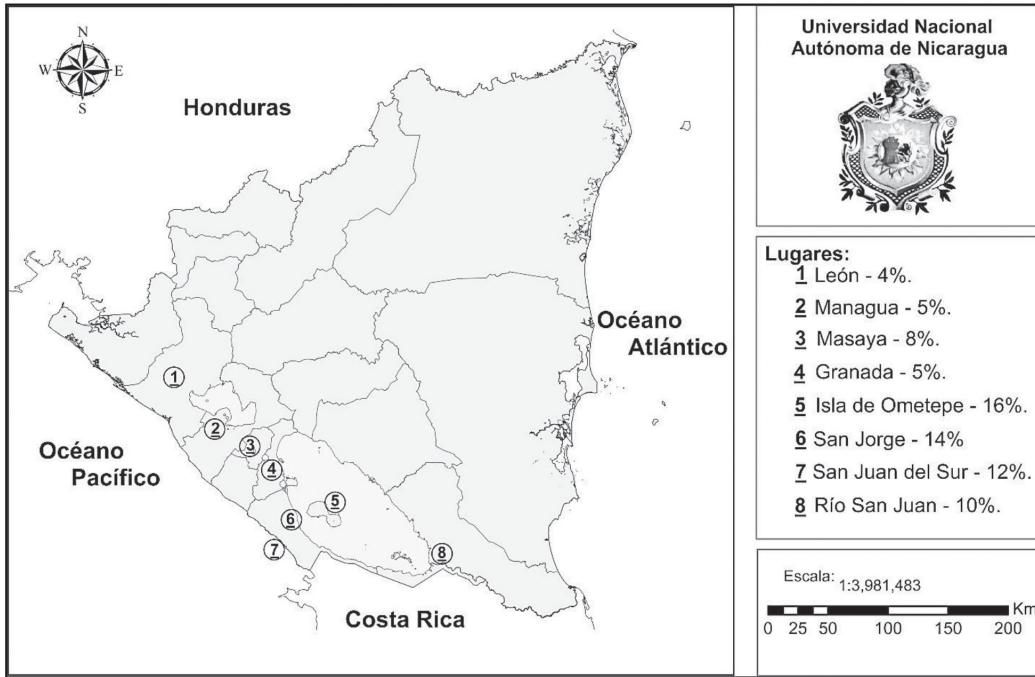 N
W E
S
Honduras
Océano
Atlántico
Océano
Pacífico
Costa Rica
1
2
3
4
5
6
7
8
Universidad Nacional
Autónoma de Nicaragua
Lugares:
1 León - 4%.
2 Managua - 5%.
3 Masaya - 8%.
4 Granada - 5%.
5 Isla de Ometepe - 16%.
6 San Jorge - 14%
7 San Juan del Sur - 12%.
8 Río San Juan - 10%.
Escala: 1:3,981,483
Km
0 25 50 100 150 200